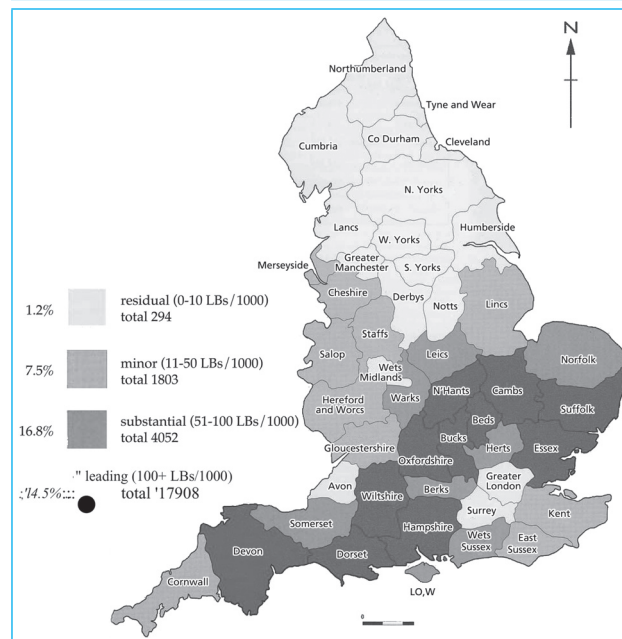 N
Northumberland
Tyne and Wear
Co Durham
Cleveland
Cumbria
N. Yorks
Lancs
W. Yorks
Humberside
Merseyside
Greater
Manchester
S. Yorks
Cheshire
Derbys
Notts
Lincs
Staffs
Salop
Leics
Norfolk
Wets
Midlands
Hereford
and Worcs
Warks
N'Hants
Cambs
Suffolk
Beds
Bucks
Gloucestershire
Oxfordshire
Herts
Essex
Avon
Wiltshire
Berks
Greater
London
Surrey
Kent
Somerset
Hampshire
Wets
Sussex
East
Sussex
Devon
Dorset
Cornwall
LO,W
0
1.2%
residual (0-10 LBs/1000)
total 294
7.5%
minor (11-50 LBs/1000)
total 1803
16.8%
substantial (51-100 LBs/1000)
total 4052
" leading (100+ LBs/1000)
;'14.5%:::
total '17908